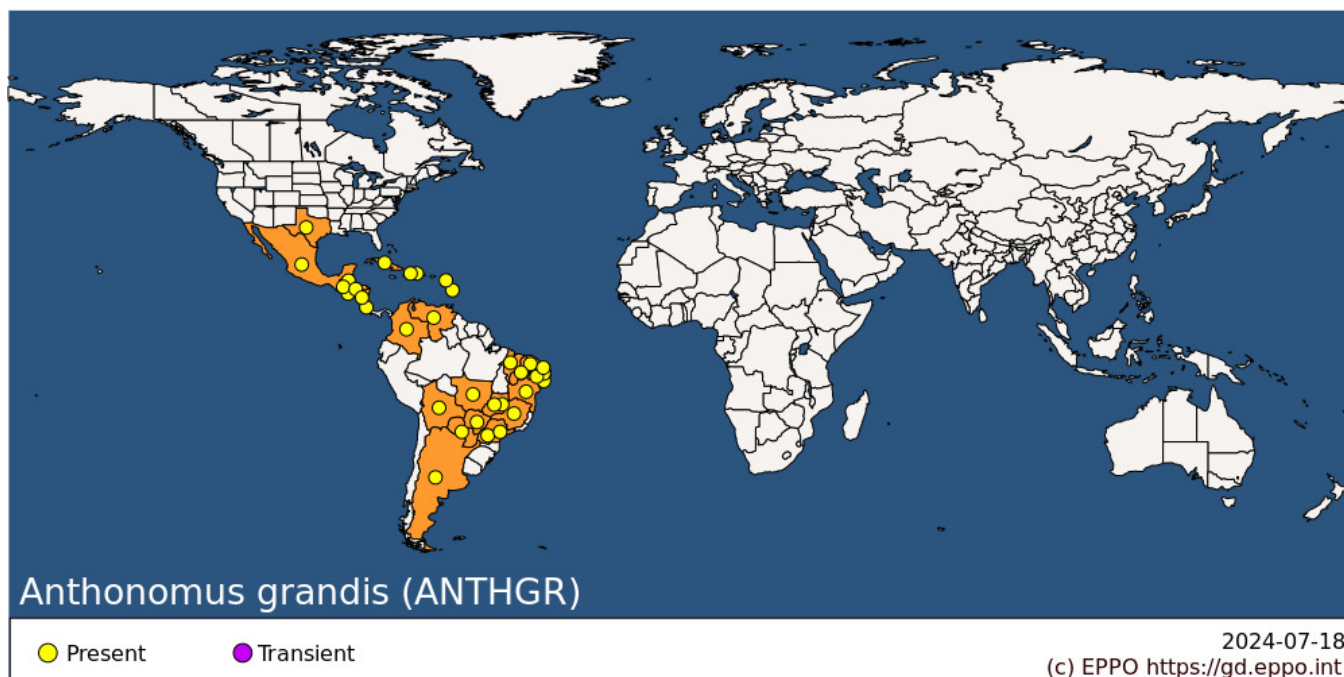 Anthonomus grandis (ANTHGR)
Present
Transient
2024-07-18
(c) EPPO https://gd.eppo.int